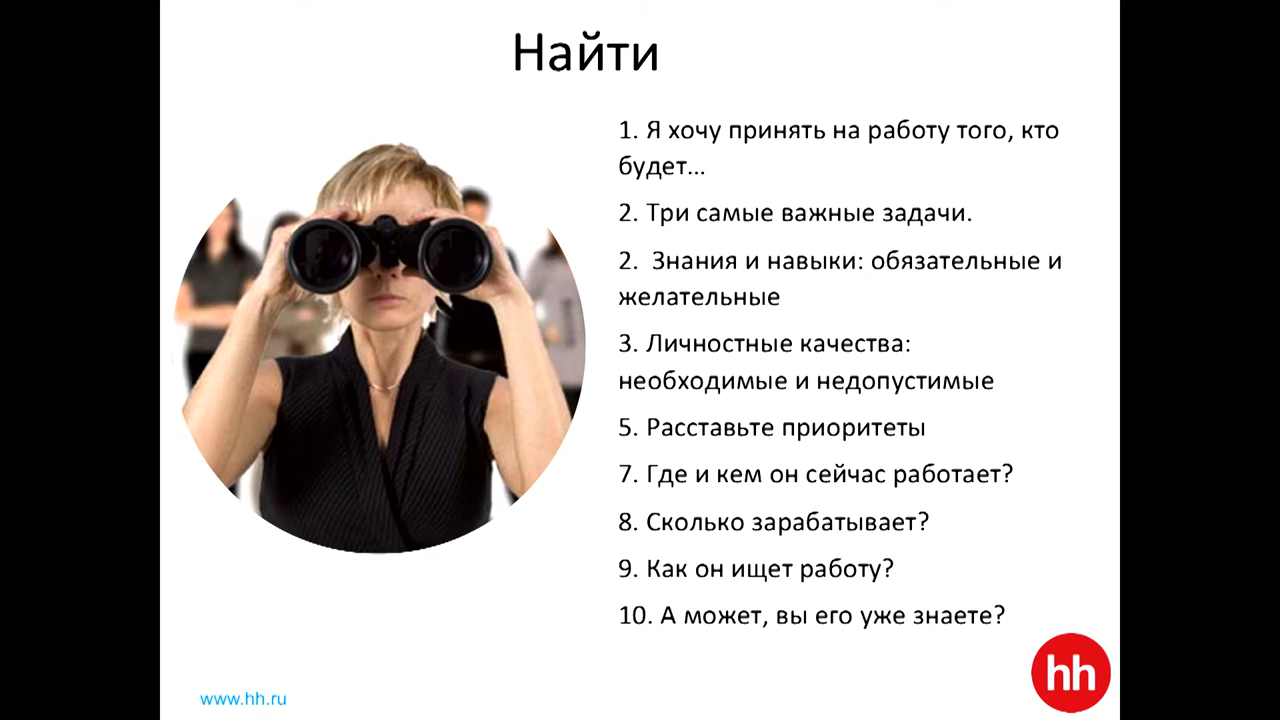 Найти
1. Я хочу принять на работу того, кто
будет...
2. Три самые важные задачи.
2. Знания и навыки: обязательные и
желательные
3. Личностные качества:
необходимые и недопустимые
5. Расставьте приоритеты
7. Где и кем он сейчас работает?
8. Сколько зарабатывает?
9. Как он ищет работу?
10. А может, вы его уже знаете?
hh
www.hh.ru